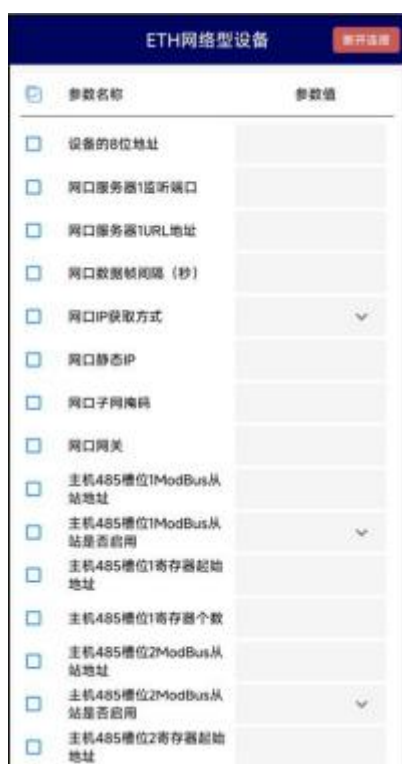 ETH网络型设备
断开连接
参数名称 参数值
设备的8位地址
网口服务器1监听端口
网口服务器1URL地址
网口数据帧间隔（秒）
网口IP获取方式
网口静态IP
网口子网掩码
网口网关
主机485槽位1ModBus从
站地址
主机485槽位1ModBus从
站是否启用
主机485槽位1寄存器起始
地址
主机485槽位1寄存器个数
主机485槽位2ModBus从
站地址
主机485槽位2ModBus从
站是否启用
主机485槽位2寄存器起始
地址